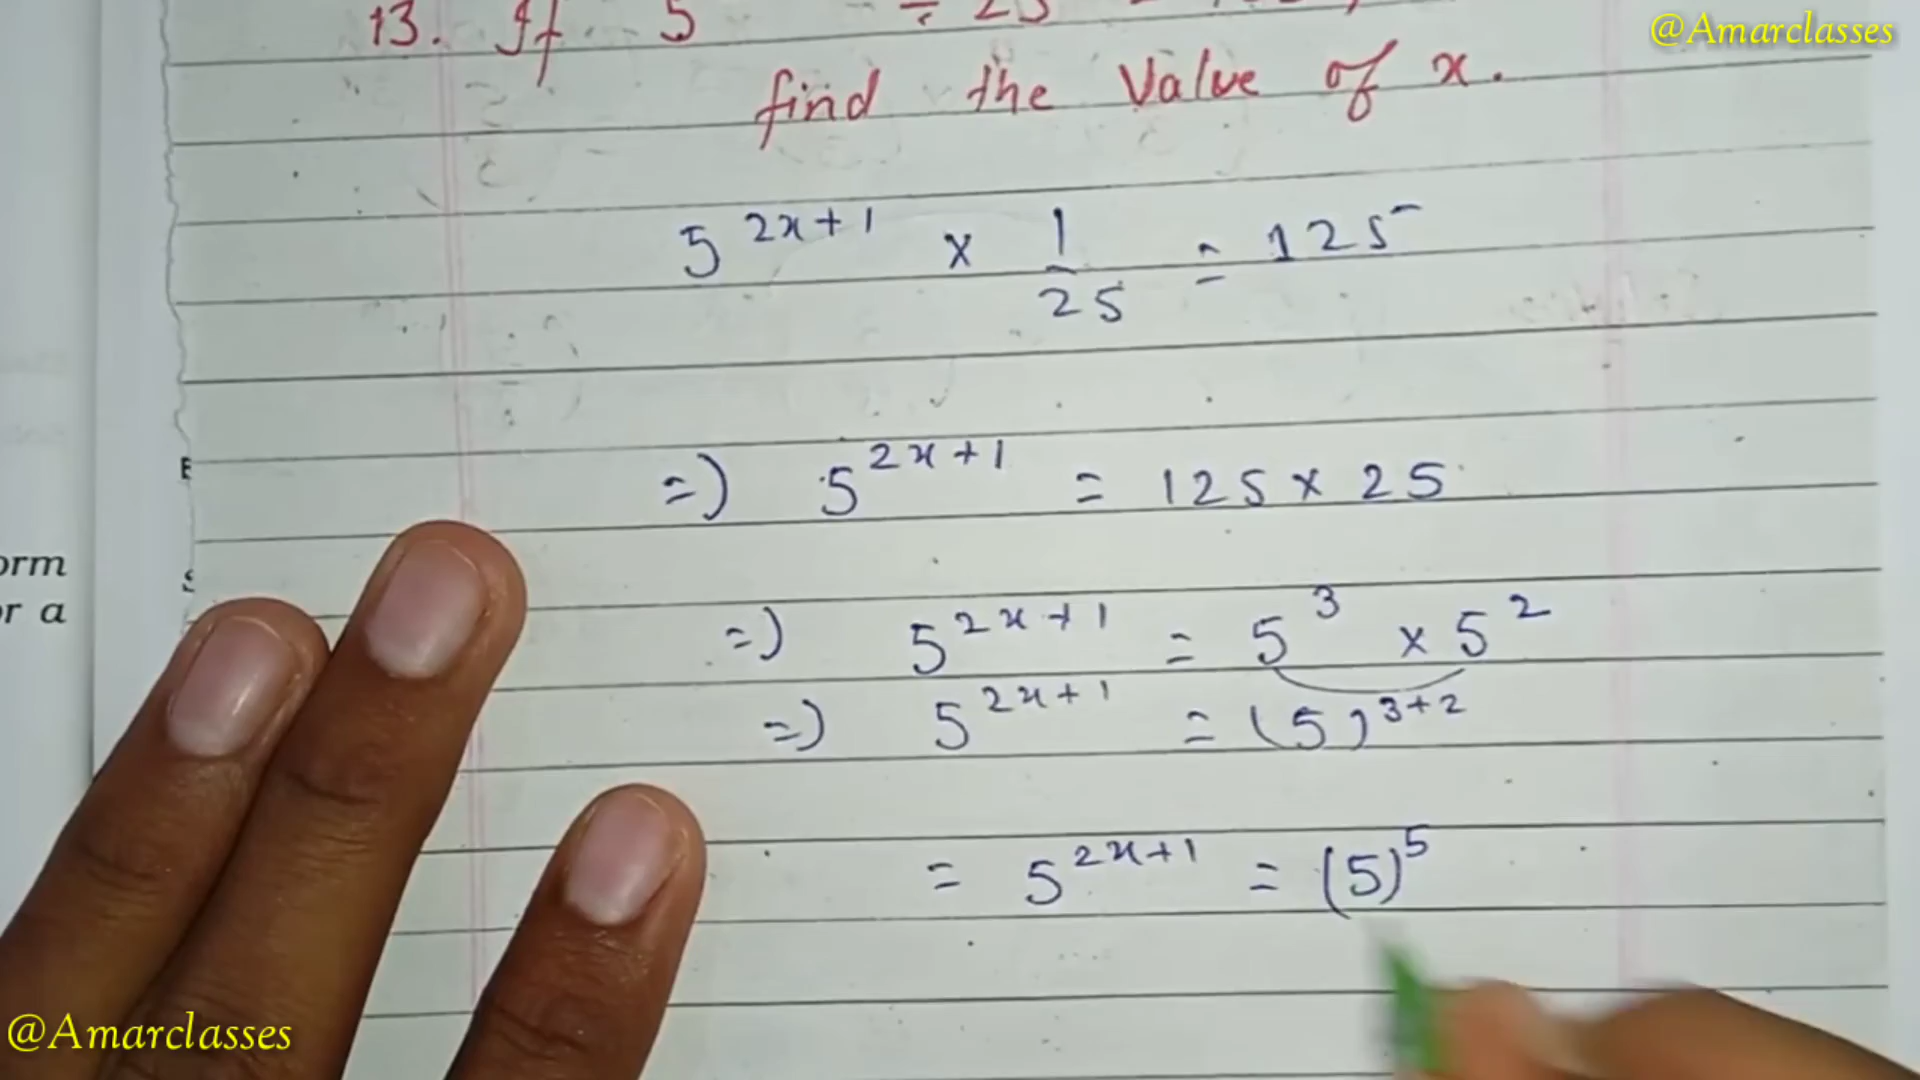 @Amarclasses
13. If 5 ÷ 25
find the Value of x.
5^{2x+1} × 1/25 = 125
=) 5^{2x+1} = 125 × 25
=) 5^{2x+1} = 5^3 × 5^2
=) 5^{2x+1} = (5)^{3+2}
= 5^{2x+1} = (5)^5
E
orm
or a
@Amarclasses